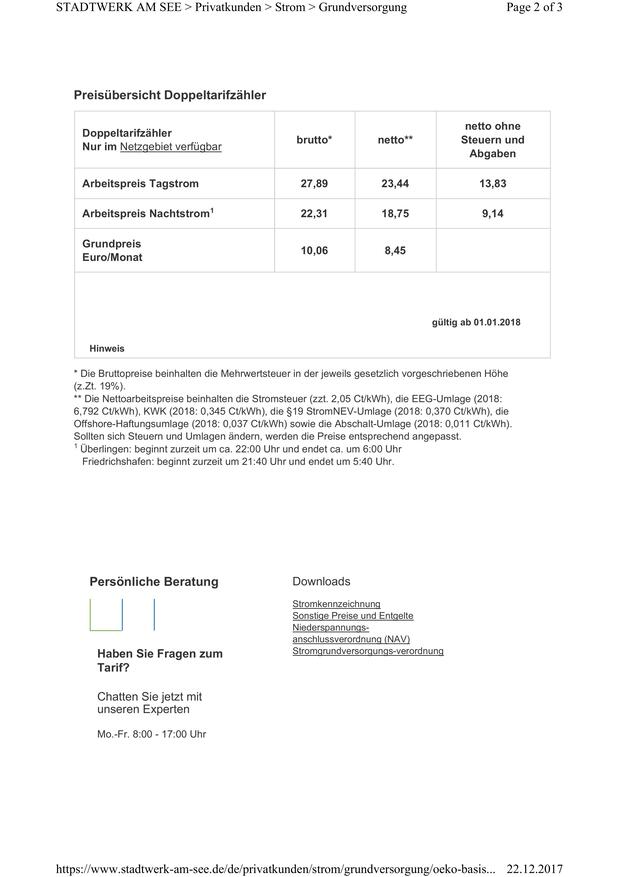 STADTWERK AM SEE > Privatkunden > Strom > Grundversorgung Page 2 of 3
Preisübersicht Doppeltarifzähler
Doppeltarifzähler
Nur im Netzgebiet verfügbar
brutto*
netto**
netto ohne
Steuern und
Abgaben
Arbeitspreis Tagstrom 27,89 23,44 13,83
Arbeitspreis Nachtstrom¹ 22,31 18,75 9,14
Grundpreis
Euro/Monat
10,06 8,45
gültig ab 01.01.2018
Hinweis
* Die Bruttopreise beinhalten die Mehrwertsteuer in der jeweils gesetzlich vorgeschriebenen Höhe
(z.Zt. 19%).
** Die Nettoarbeitspreise beinhalten die Stromsteuer (zzt. 2,05 Ct/kWh), die EEG-Umlage (2018:
6,792 Ct/kWh), KWK (2018: 0,345 Ct/kWh), die §19 StromNEV-Umlage (2018: 0,370 Ct/kWh), die
Offshore-Haftungsumlage (2018: 0,037 Ct/kWh) sowie die Abschalt-Umlage (2018: 0,011 Ct/kWh).
Sollten sich Steuern und Umlagen ändern, werden die Preise entsprechend angepasst.
¹ Überlingen: beginnt zurzeit um ca. 22:00 Uhr und endet ca. um 6:00 Uhr
Friedrichshafen: beginnt zurzeit um 21:40 Uhr und endet um 5:40 Uhr.
Persönliche Beratung
Haben Sie Fragen zum
Tarif?
Chatten Sie jetzt mit
unseren Experten
Mo.-Fr. 8:00 - 17:00 Uhr
Downloads
Stromkennzeichnung
Sonstige Preise und Entgelte
Niederspannungs-
anschlussverordnung (NAV)
Stromgrundversorgungs-verordnung
https://www.stadtwerk-am-see.de/de/privatkunden/strom/grundversorgung/oeko-basis... 22.12.2017